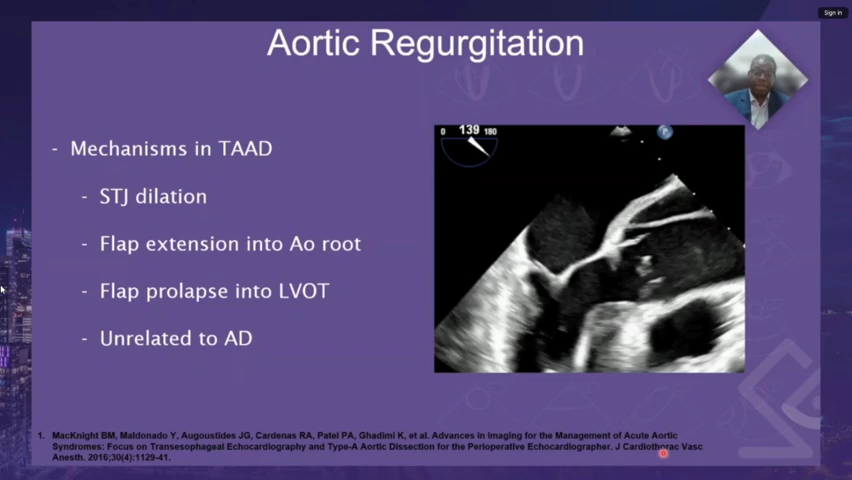 Sign in
Aortic Regurgitation
- Mechanisms in TAAD
- STJ dilation
- Flap extension into Ao root
- Flap prolapse into LVOT
- Unrelated to AD
0 139 180
P
1. MacKnight BM, Maldonado Y, Augoustides JG, Cardenas RA, Patel PA, Ghadimi K, et al. Advances in Imaging for the Management of Acute Aortic
Syndromes: Focus on Transesophageal Echocardiography and Type-A Aortic Dissection for the Perioperative Echocardiographer. J Cardiothorac Vasc
Anesth. 2016;30(4):1129-41.